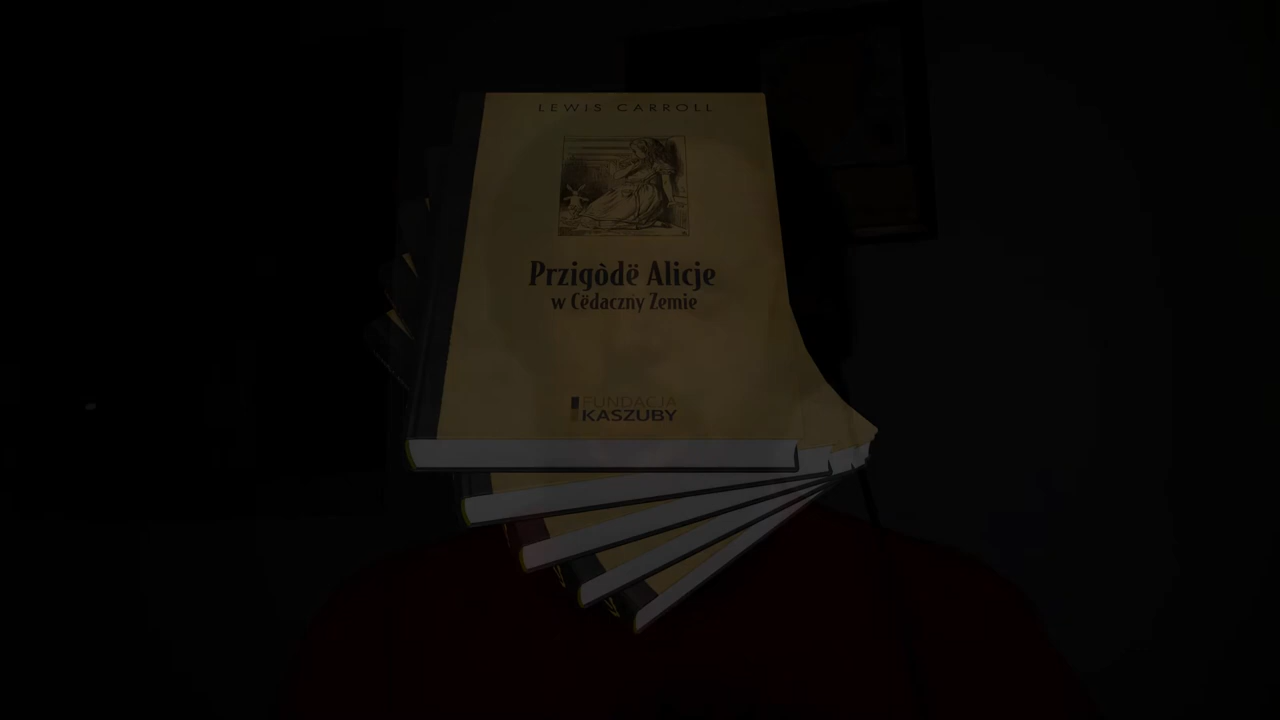 LEWIS CARROLL
Przigòdë Alicje
w Cëdaczny Zemie
FUNDACJA
KASZUBY